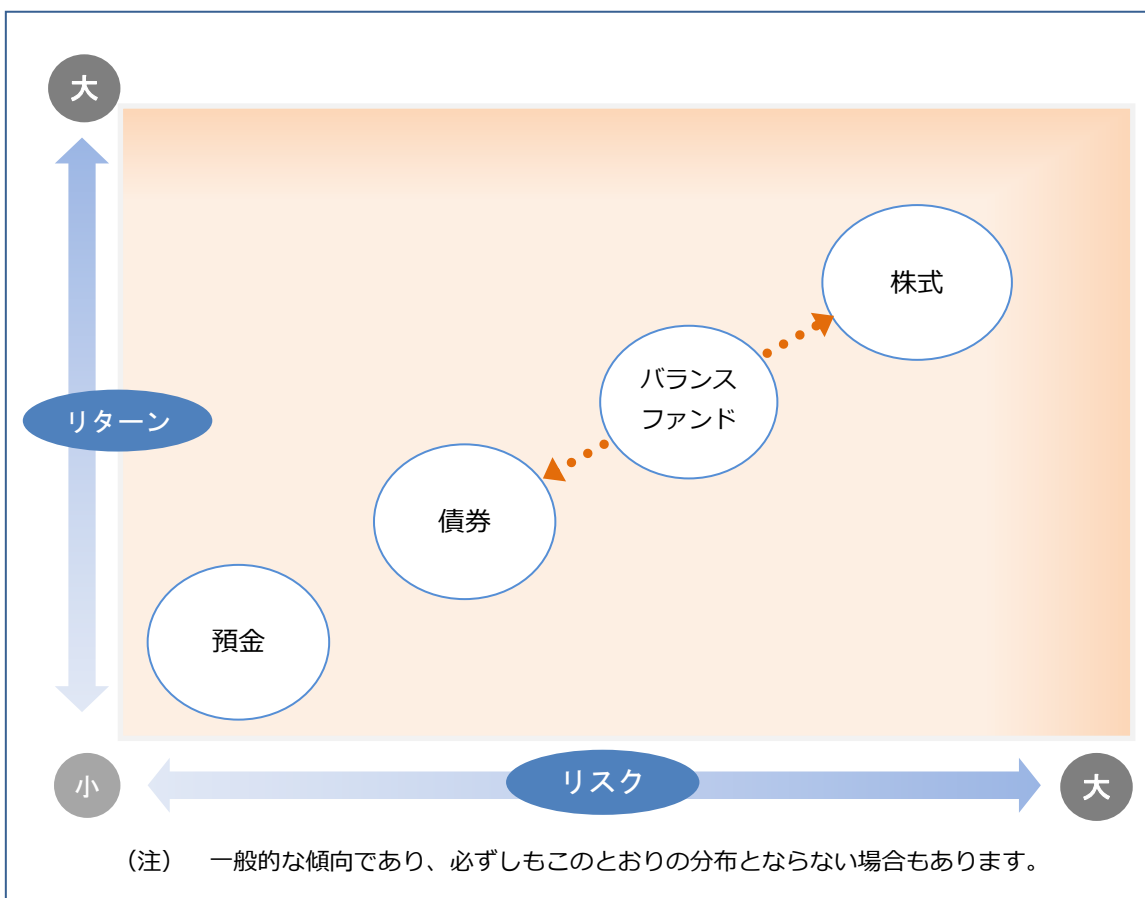 大
株式
バランス
ファンド
リターン
債券
預金
小
リスク
大
（注）　一般的な傾向であり、必ずしもこのとおりの分布とならない場合もあります。